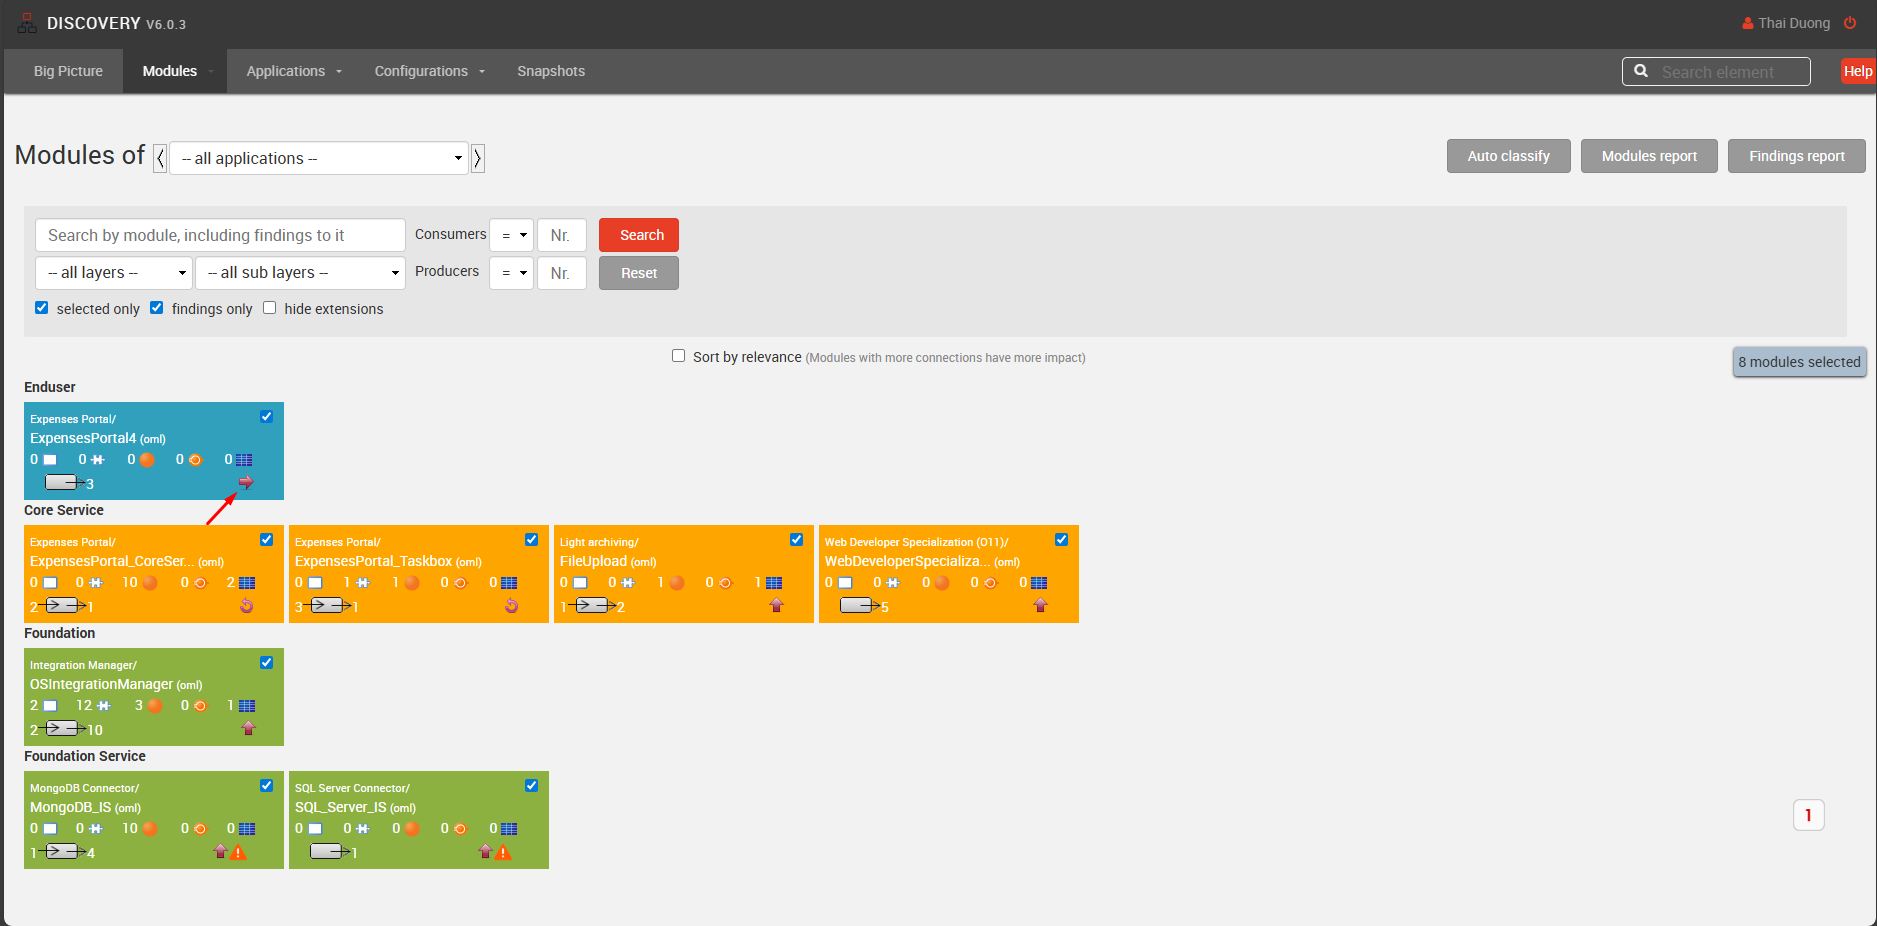 DISCOVERY V6.0.3
Thai Duong
Big Picture Modules Applications Configurations Snapshots
Search element
Help
Modules of
-- all applications --
Auto classify Modules report Findings report
Search by module, including findings to it Consumers = Nr. Search
-- all layers -- -- all sub layers -- Producers = Nr. Reset
selected only findings only hide extensions
Sort by relevance (Modules with more connections have more impact)
8 modules selected
Enduser
Expenses Portal/
ExpensesPortal4 (oml)
0 0 0 0 0
3
Core Service
Expenses Portal/
ExpensesPortal_CoreSer... (oml)
0 0 10 0 2
2 1
Expenses Portal/
ExpensesPortal_Taskbox (oml)
0 1 1 0 0
3 1
Light archiving/
FileUpload (oml)
0 0 1 0 1
1 2
Web Developer Specialization (O11)/
WebDeveloperSpecializa... (oml)
0 0 0 0 0
5
Foundation
Integration Manager/
OSIntegrationManager (oml)
2 12 3 0 1
2 10
Foundation Service
MongoDB Connector/
MongoDB_IS (oml)
0 0 10 0 0
1 4
SQL Server Connector/
SQL_Server_IS (oml)
0 0 0 0 0
1
1